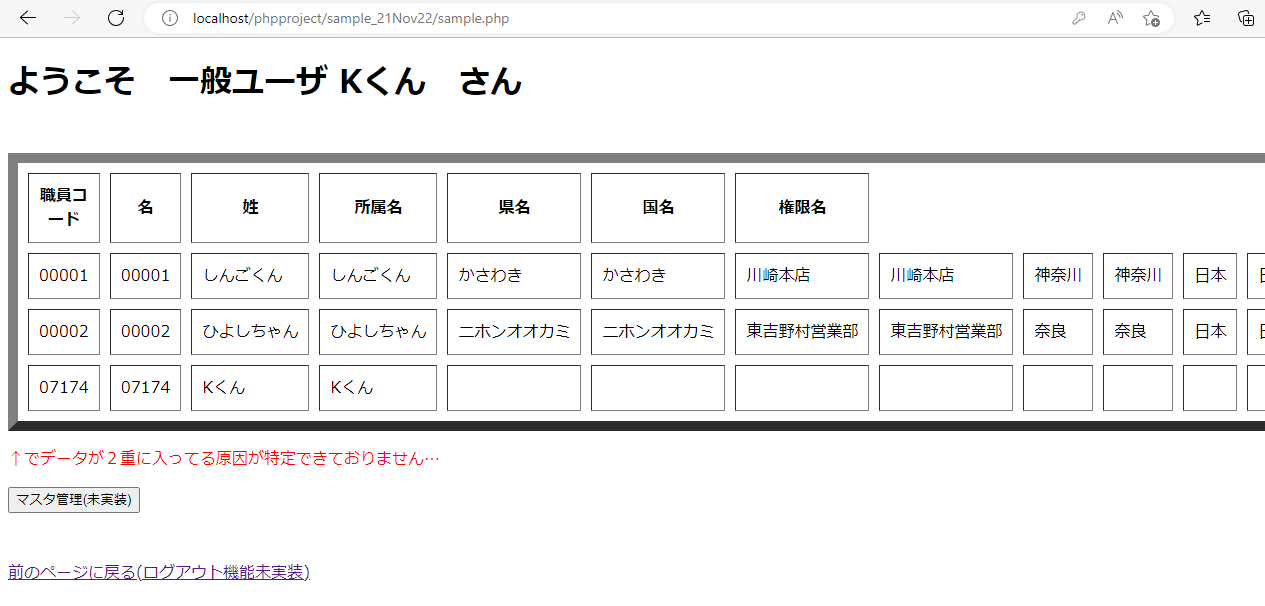 localhost/phpproject/sample_21Nov22/sample.php
ようこそ　一般ユーザ Kくん　さん
職員コード 名 姓 所属名 県名 国名 権限名
00001 00001 しんごくん しんごくん かさわき かさわき 川崎本店 川崎本店 神奈川 神奈川 日本
00002 00002 ひよしちゃん ひよしちゃん ニホンオオカミ ニホンオオカミ 東吉野村営業部 東吉野村営業部 奈良 奈良 日本
07174 07174 Kくん Kくん
↑でデータが２重に入ってる原因が特定できておりません…
マスタ管理(未実装)
前のページに戻る(ログアウト機能未実装)